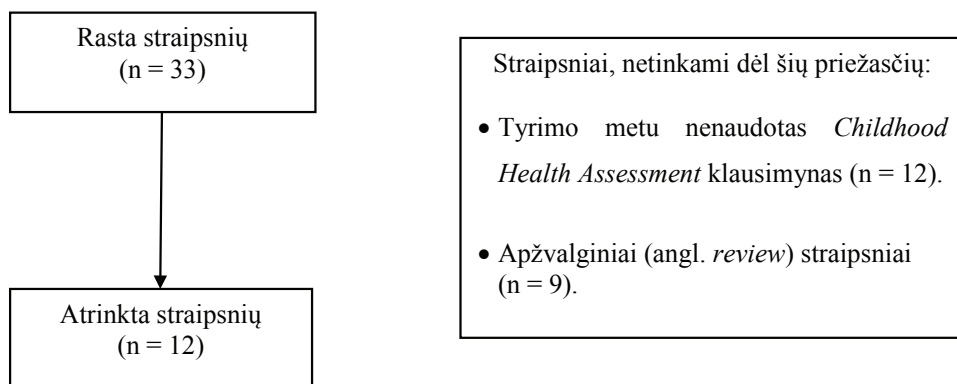 Rasta straipsnių
(n = 33)
Straipsniai, netinkami dėl šių priežasčių:
• Tyrimo metu nenaudotas Childhood
Health Assessment klausimynas (n = 12).
• Apžvalginiai (angl. review) straipsniai
(n = 9).
Atrinkta straipsnių
(n = 12)